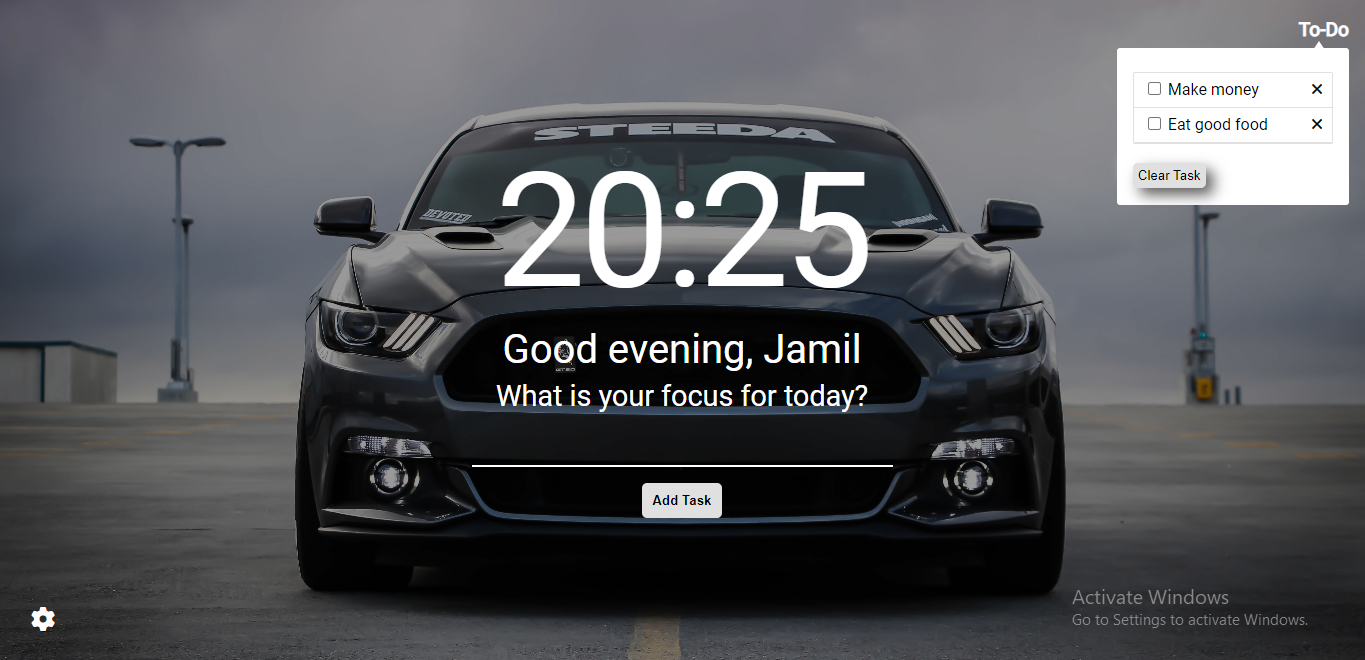 To-Do
Make money
Eat good food
Clear Task
STEEDA
DEVOTED
20:25
Good evening, Jamil
What is your focus for today?
Add Task
Activate Windows
Go to Settings to activate Windows.